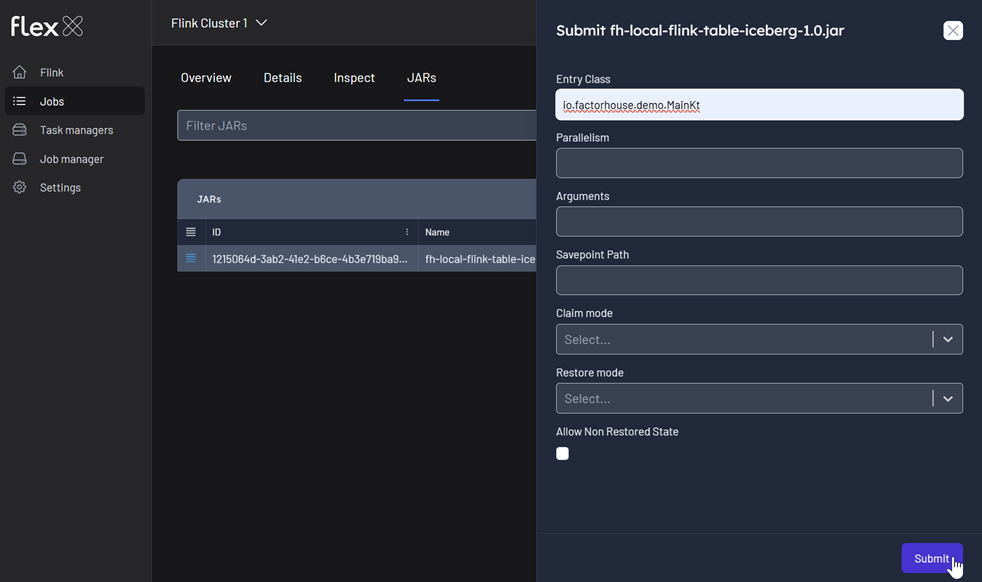 flex
Flink
Jobs
Task managers
Job manager
Settings
Flink Cluster 1
Overview Details Inspect JARs
Filter JARs
JARs
ID Name
1215064d-3ab2-41e2-b6ce-4b3e719ba9... fh-local-flink-table-ice
Submit fh-local-flink-table-iceberg-1.0.jar
Entry Class
io.factorhouse.demo.MainKt
Parallelism
Arguments
Savepoint Path
Claim mode
Select...
Restore mode
Select...
Allow Non Restored State
Submit